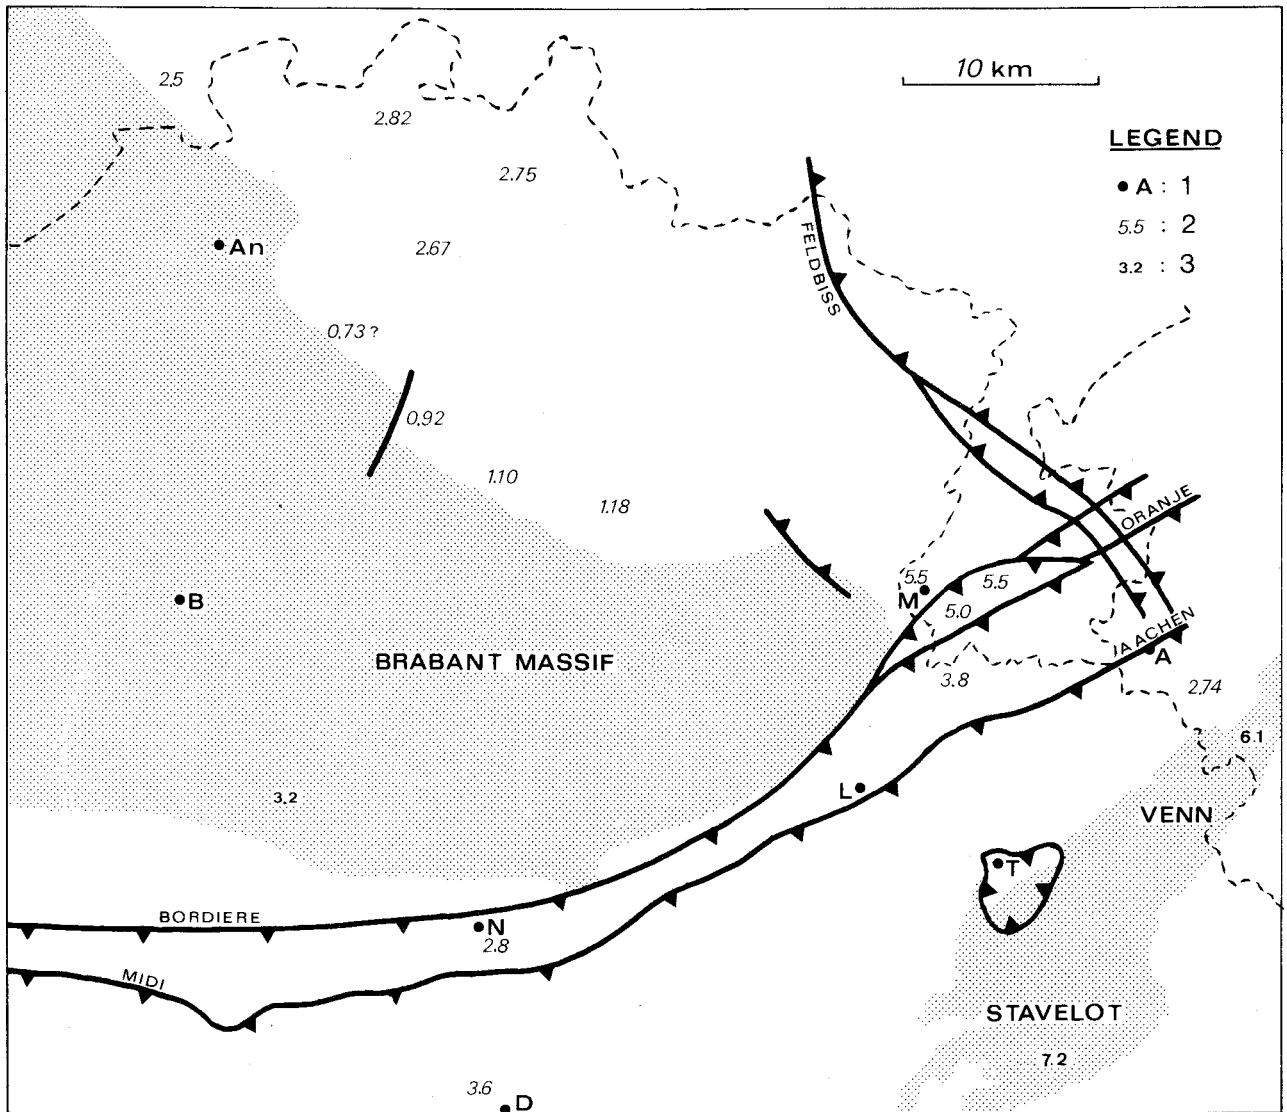 10 km
LEGEND
A : 1
5.5 : 2
3.2 : 3
2.5
2.82
2.75
An
2.67
FELDBISS
0.73 ?
0.92
1.10
1.18
ORANJE
B
5.5
M
5.5
5.0
AACHEN
A
BRABANT MASSIF
3.8
2.74
6.1
3.2
L
VENN
T
BORDIERE
N
2.8
MIDI
STAVELOT
7.2
3.6
D